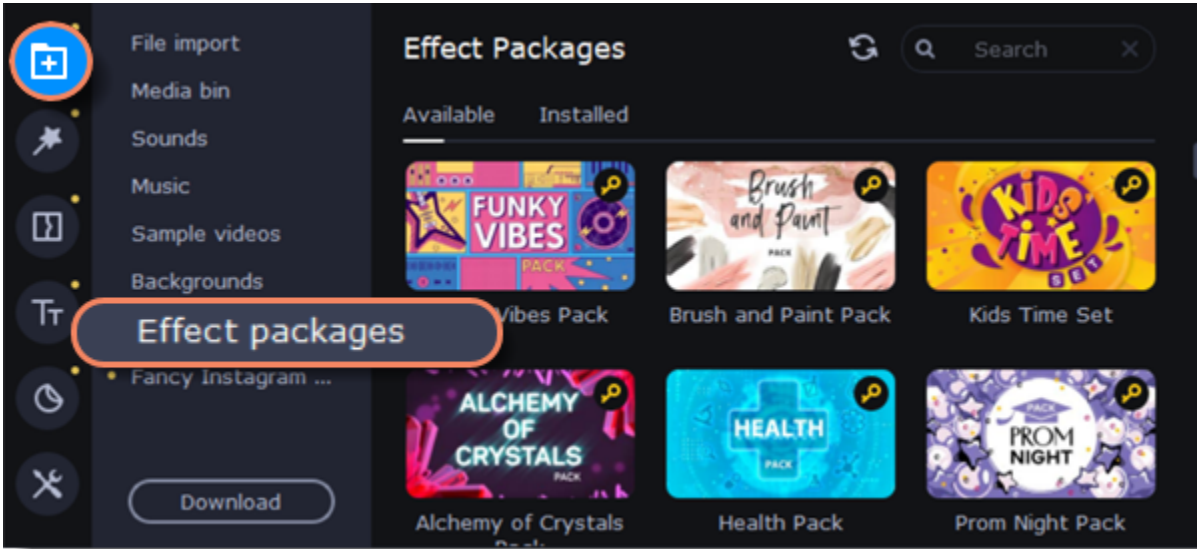 File import
Media bin
Sounds
Music
Sample videos
Backgrounds
Effect packages
Fancy Instagram ...
Download
Effect Packages
Search
Available
Installed
FUNKY
VIBES
PACK
Vibes Pack
Brush
and Paint
PACK
Brush and Paint Pack
KIDS
TIME
SET
Kids Time Set
ALCHEMY
OF
CRYSTALS
PACK
Alchemy of Crystals
Pack
HEALTH
PACK
Health Pack
PACK
PROM
NIGHT
Prom Night Pack
TT